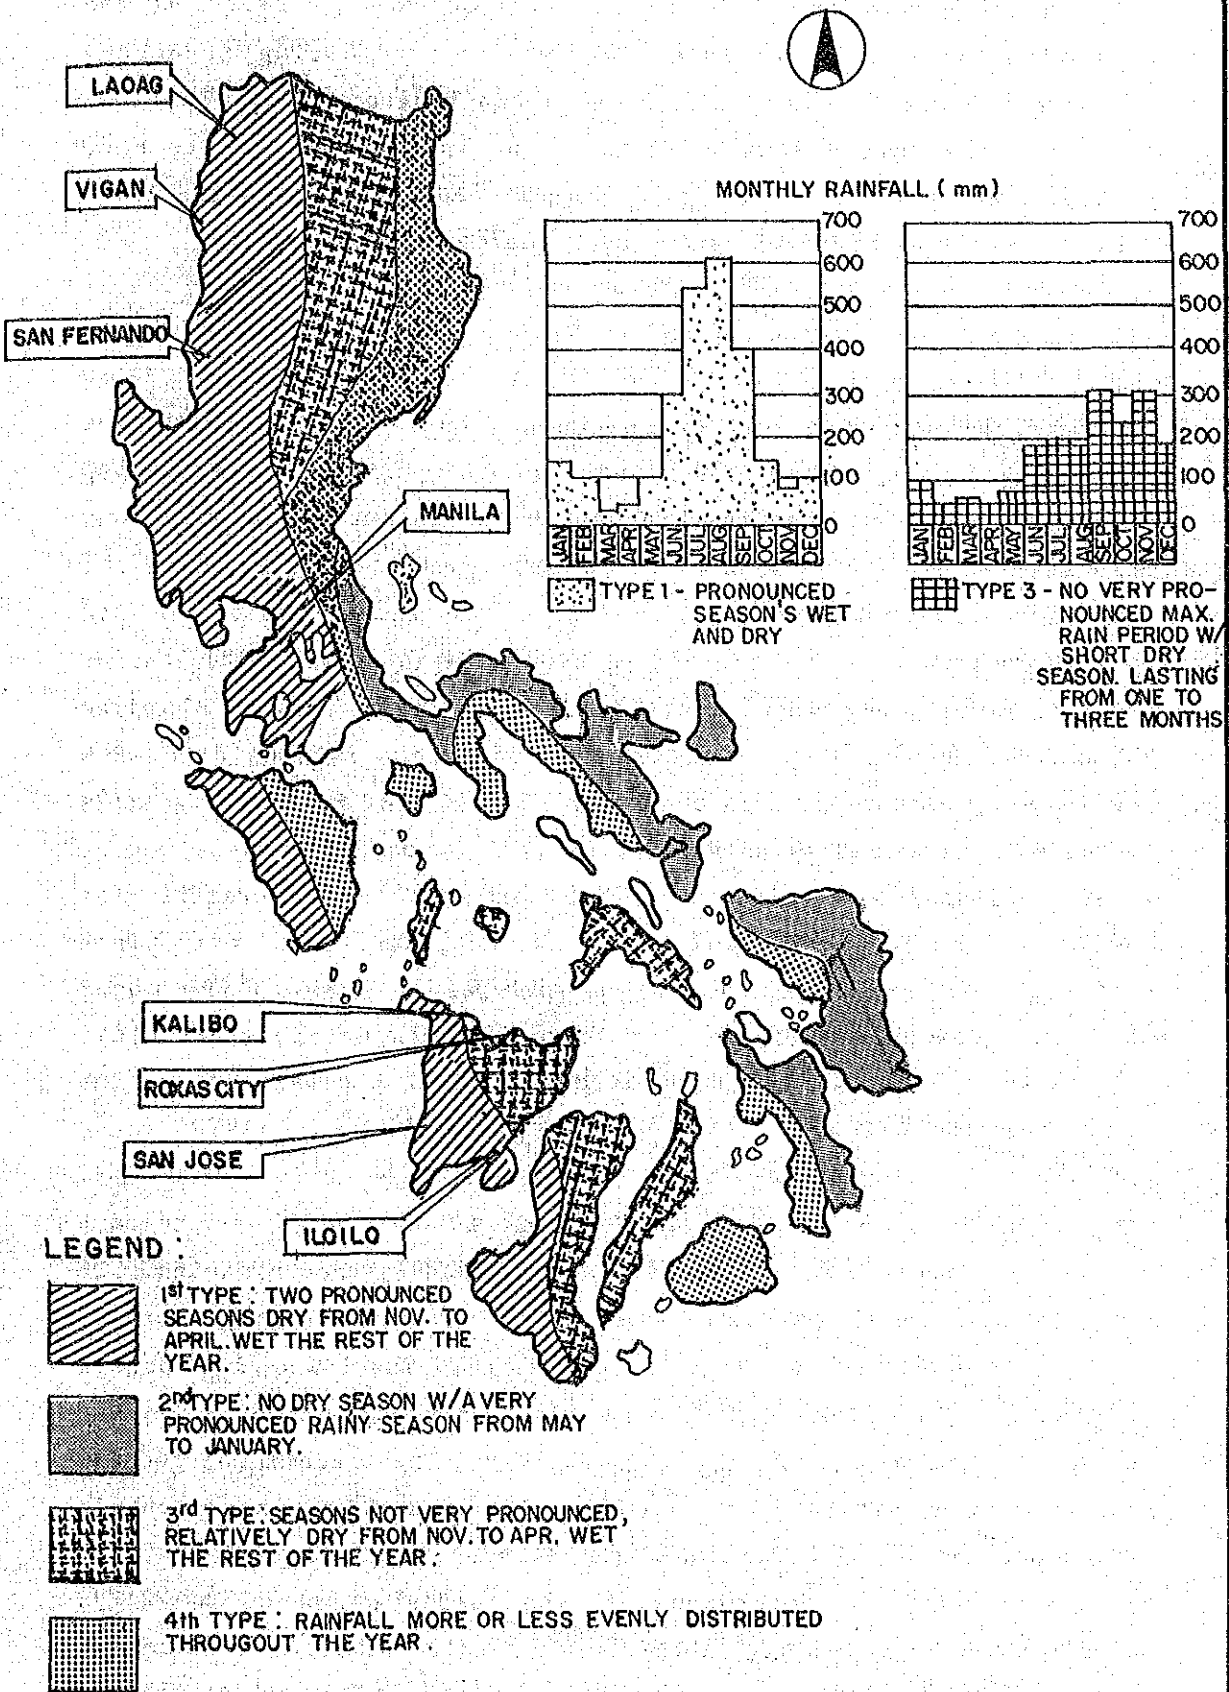 LAOAG
VIGAN
SAN FERNANDO
MANILA
MONTHLY RAINFALL (mm)
700
600
500
400
300
200
100
0
JAN
FEB
MAR
APR
MAY
JUN
JUL
AUG
SEP
OCT
NOV
DEC
TYPE 1 - PRONOUNCED
SEASON'S WET
AND DRY
700
600
500
400
300
200
100
0
JAN
FEB
MAR
APR
MAY
JUN
JUL
AUG
SEP
OCT
NOV
DEC
TYPE 3 - NO VERY PRO-
NOUNCED MAX.
RAIN PERIOD W/
SHORT DRY
SEASON. LASTING
FROM ONE TO
THREE MONTHS
KALIBO
ROXAS CITY
SAN JOSE
ILOILO
LEGEND :
1st TYPE : TWO PRONOUNCED
SEASONS DRY FROM NOV. TO
APRIL. WET THE REST OF THE
YEAR.
2nd TYPE : NO DRY SEASON W/A VERY
PRONOUNCED RAINY SEASON FROM MAY
TO JANUARY.
3rd TYPE : SEASONS NOT VERY PRONOUNCED,
RELATIVELY DRY FROM NOV. TO APR. WET
THE REST OF THE YEAR.
4th TYPE : RAINFALL MORE OR LESS EVENLY DISTRIBUTED
THROUGOUT THE YEAR.